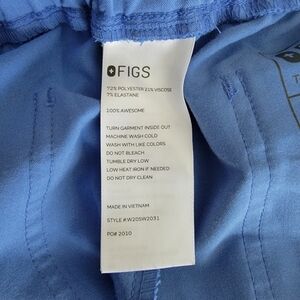 FIGS
72% POLYESTER/21% VISCOSE
7% ELASTANE
100% AWESOME
TURN GARMENT INSIDE OUT
MACHINE WASH COLD
WASH WITH LIKE COLORS
DO NOT BLEACH
TUMBLE DRY LOW
LOW HEAT IRON IF NEEDED
DO NOT DRY CLEAN
MADE IN VIETNAM
STYLE #W20SW2031
PO# 2010